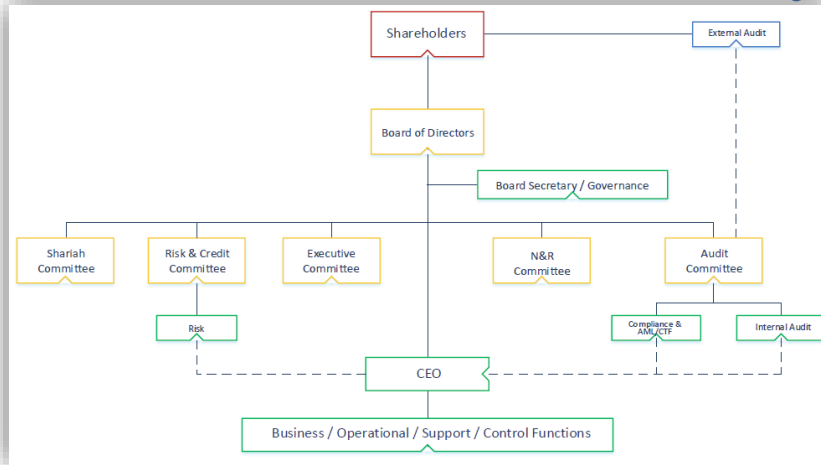 Shareholders
External Audit
Board of Directors
Board Secretary / Governance
Shariah
Committee
Risk & Credit
Committee
Executive
Committee
N&R
Committee
Audit
Committee
Risk
Compliance &
AML/CTF
Internal Audit
CEO
Business / Operational / Support / Control Functions